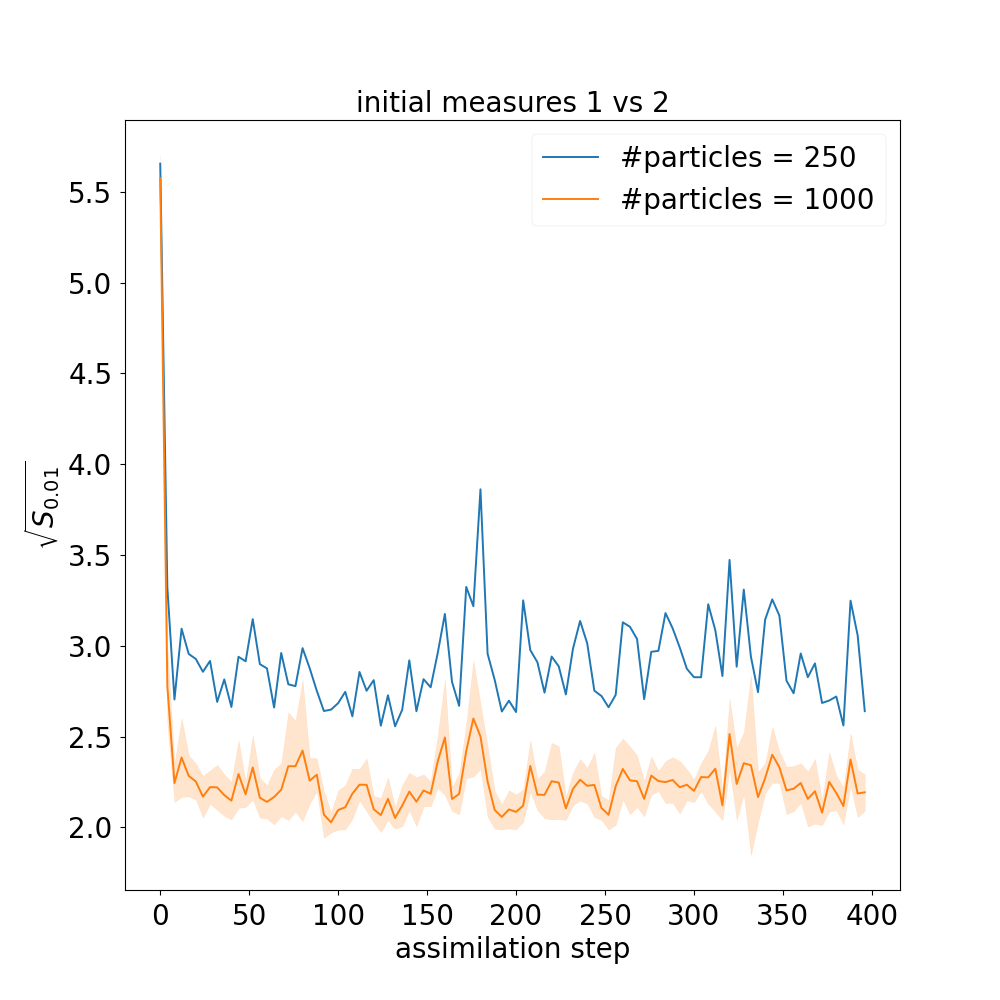 initial measures 1 vs 2
#particles = 250
#particles = 1000
5.5
5.0
4.5
4.0
3.5
3.0
2.5
2.0
√S0.01
0 50 100 150 200 250 300 350 400
assimilation step